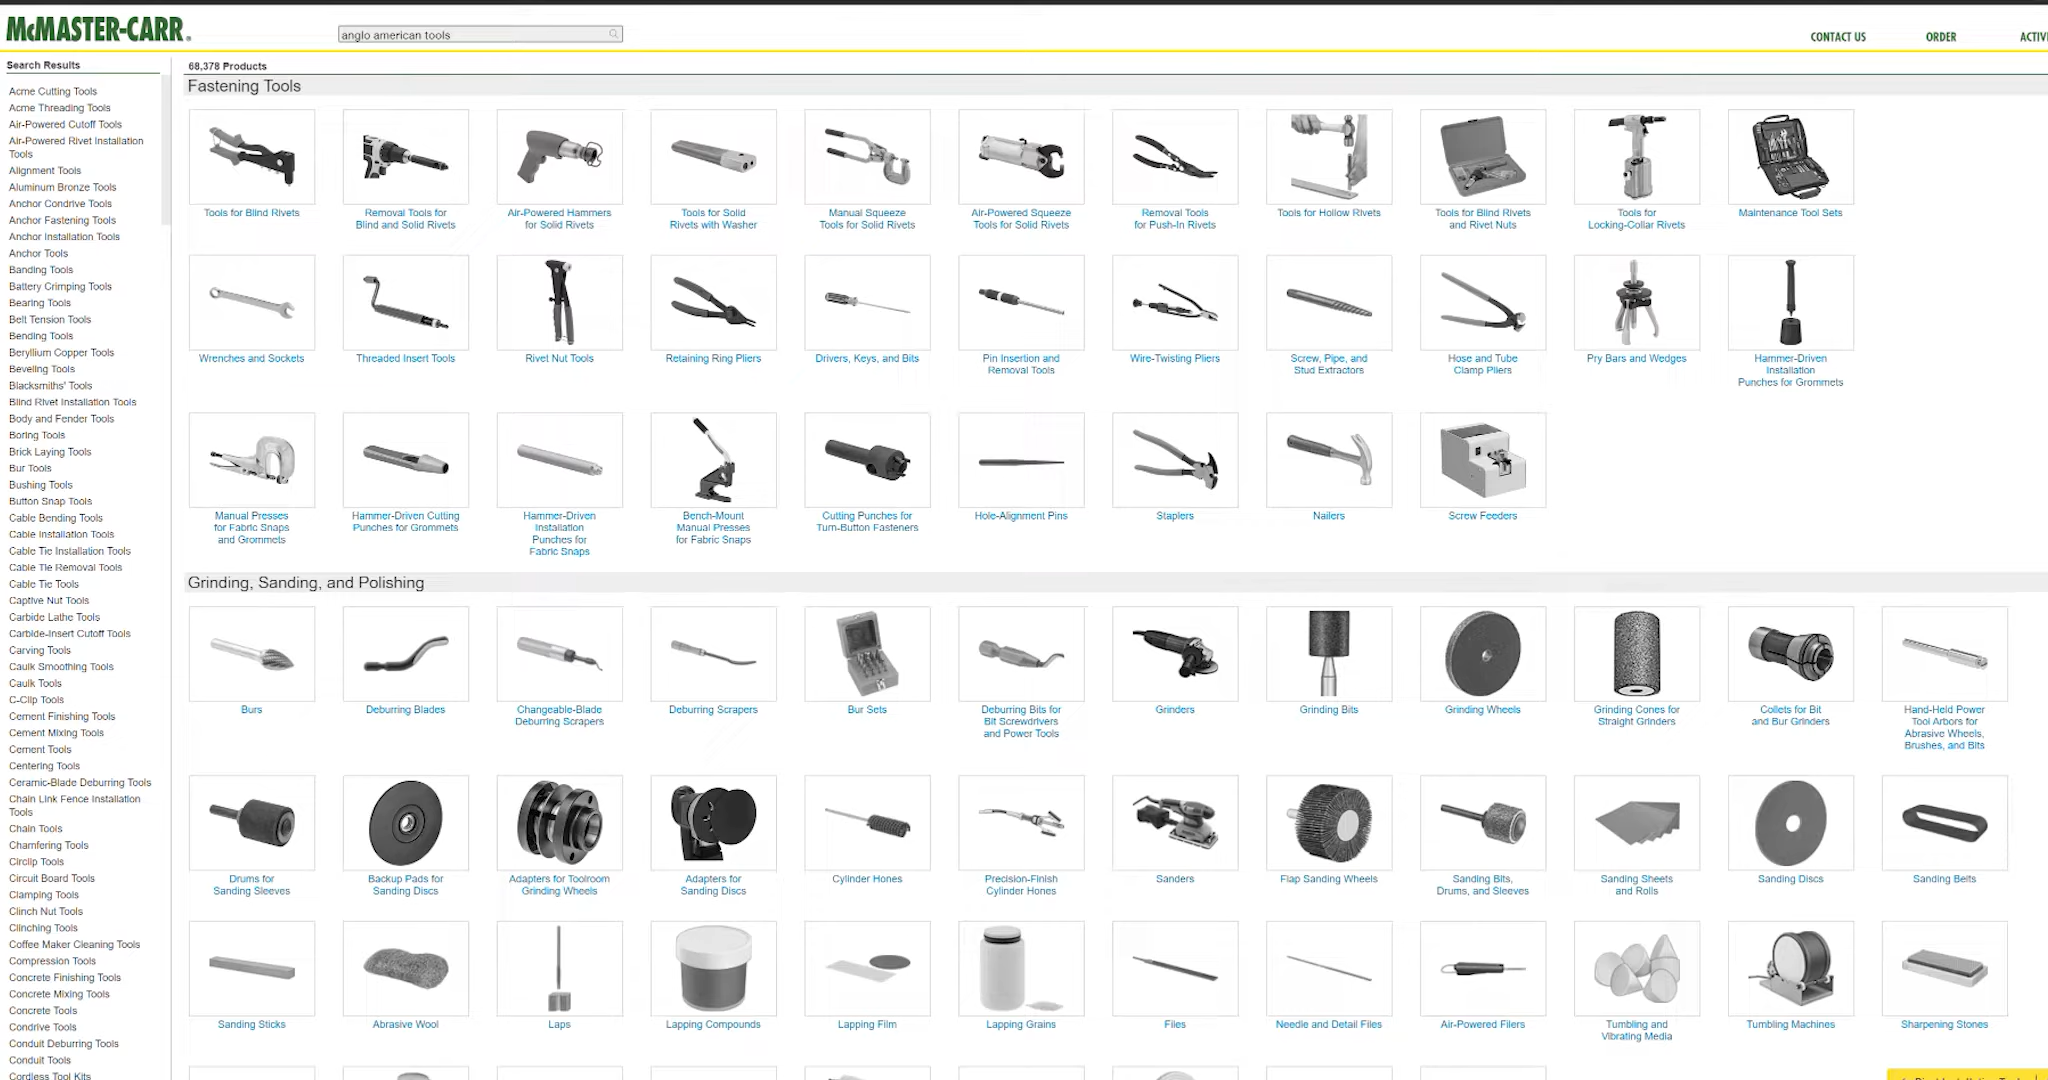 McMASTER-CARR®
anglo american tools
CONTACT US
ORDER
Search Results
Acme Cutting Tools
Acme Threading Tools
Air-Powered Cutoff Tools
Air-Powered Rivet Installation
Tools
Alignment Tools
Aluminum Bronze Tools
Anchor Condrive Tools
Anchor Fastening Tools
Anchor Installation Tools
Anchor Tools
Banding Tools
Battery Crimping Tools
Bearing Tools
Belt Tension Tools
Bending Tools
Beryllium Copper Tools
Beveling Tools
Blacksmiths' Tools
Blind Rivet Installation Tools
Body and Fender Tools
Boring Tools
Brick Laying Tools
Bur Tools
Bushing Tools
Button Snap Tools
Cable Bending Tools
Cable Installation Tools
Cable Tie Installation Tools
Cable Tie Removal Tools
Cable Tie Tools
Captive Nut Tools
Carbide Lathe Tools
Carbide-Insert Cutoff Tools
Carving Tools
Caulk Smoothing Tools
Caulk Tools
C-Clip Tools
Cement Finishing Tools
Cement Mixing Tools
Cement Tools
Centering Tools
Ceramic-Blade Deburring Tools
Chain Link Fence Installation
Tools
Chain Tools
Chamfering Tools
Circlip Tools
Circuit Board Tools
Clamping Tools
Clinch Nut Tools
Clinching Tools
Coffee Maker Cleaning Tools
Compression Tools
Concrete Finishing Tools
Concrete Mixing Tools
Concrete Tools
Condrive Tools
Conduit Deburring Tools
Conduit Tools
Cordless Tool Kits
68,378 Products
Fastening Tools
Tools for Blind Rivets
Removal Tools for
Blind and Solid Rivets
Air-Powered Hammers
for Solid Rivets
Tools for Solid
Rivets with Washer
Manual Squeeze
Tools for Solid Rivets
Air-Powered Squeeze
Tools for Solid Rivets
Removal Tools
for Push-In Rivets
Tools for Hollow Rivets
Tools for Blind Rivets
and Rivet Nuts
Tools for
Locking-Collar Rivets
Maintenance Tool Sets
Wrenches and Sockets
Threaded Insert Tools
Rivet Nut Tools
Retaining Ring Pliers
Drivers, Keys, and Bits
Pin Insertion and
Removal Tools
Wire-Twisting Pliers
Screw, Pipe, and
Stud Extractors
Hose and Tube
Clamp Pliers
Pry Bars and Wedges
Hammer-Driven
Installation
Punches for Grommets
Manual Presses
for Fabric Snaps
and Grommets
Hammer-Driven Cutting
Punches for Grommets
Hammer-Driven
Installation
Punches for
Fabric Snaps
Bench-Mount
Manual Presses
for Fabric Snaps
Cutting Punches for
Turn-Button Fasteners
Hole-Alignment Pins
Staplers
Nailers
Screw Feeders
Grinding, Sanding, and Polishing
Burs
Deburring Blades
Changeable-Blade
Deburring Scrapers
Deburring Scrapers
Bur Sets
Deburring Bits for
Bit Screwdrivers
and Power Tools
Grinders
Grinding Bits
Grinding Wheels
Grinding Cones for
Straight Grinders
Collets for Bit
and Bur Grinders
Hand-Held Power
Tool Arbors for
Abrasive Wheels,
Brushes, and Bits
Drums for
Sanding Sleeves
Backup Pads for
Sanding Discs
Adapters for Toolroom
Grinding Wheels
Adapters for
Sanding Discs
Cylinder Hones
Precision-Finish
Cylinder Hones
Sanders
Flap Sanding Wheels
Sanding Bits,
Drums, and Sleeves
Sanding Sheets
and Rolls
Sanding Discs
Sanding Belts
Sanding Sticks
Abrasive Wool
Laps
Lapping Compounds
Lapping Film
Lapping Grains
Files
Needle and Detail Files
Air-Powered Filers
Tumbling and
Vibrating Media
Tumbling Machines
Sharpening Stones